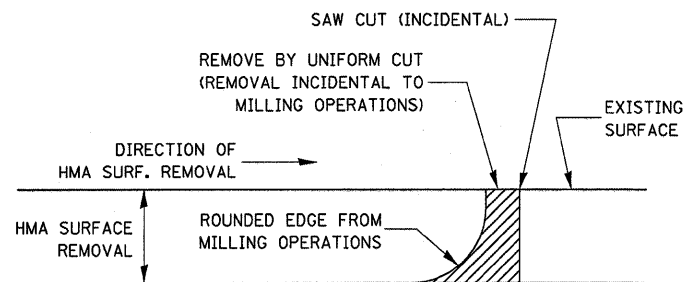 SAW CUT (INCIDENTAL)
REMOVE BY UNIFORM CUT
(REMOVAL INCIDENTAL TO
MILLING OPERATIONS)
EXISTING
SURFACE
DIRECTION OF
HMA SURF. REMOVAL
HMA SURFACE
REMOVAL
ROUNDED EDGE FROM
MILLING OPERATIONS